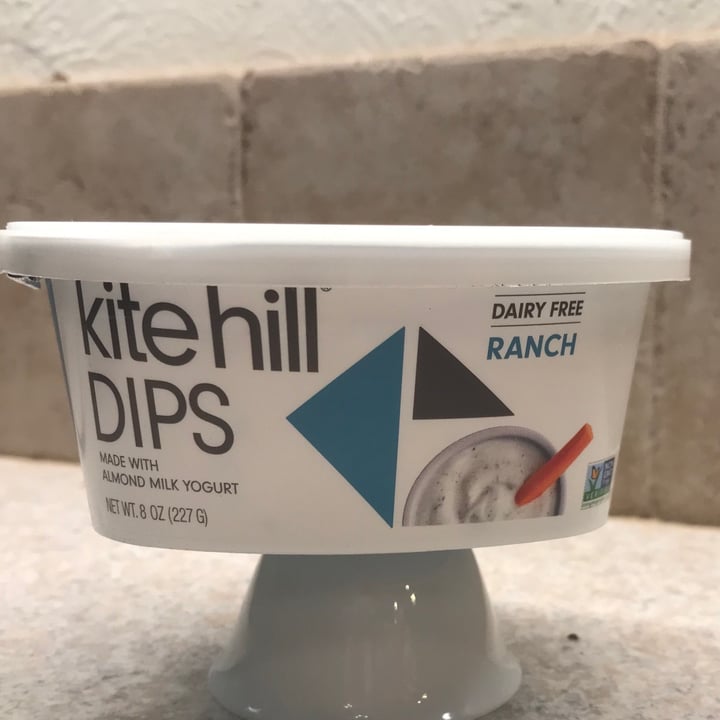 kite hill®
DIPS
MADE WITH
ALMOND MILK YOGURT
NET WT. 8 OZ (227 G)
DAIRY FREE
RANCH